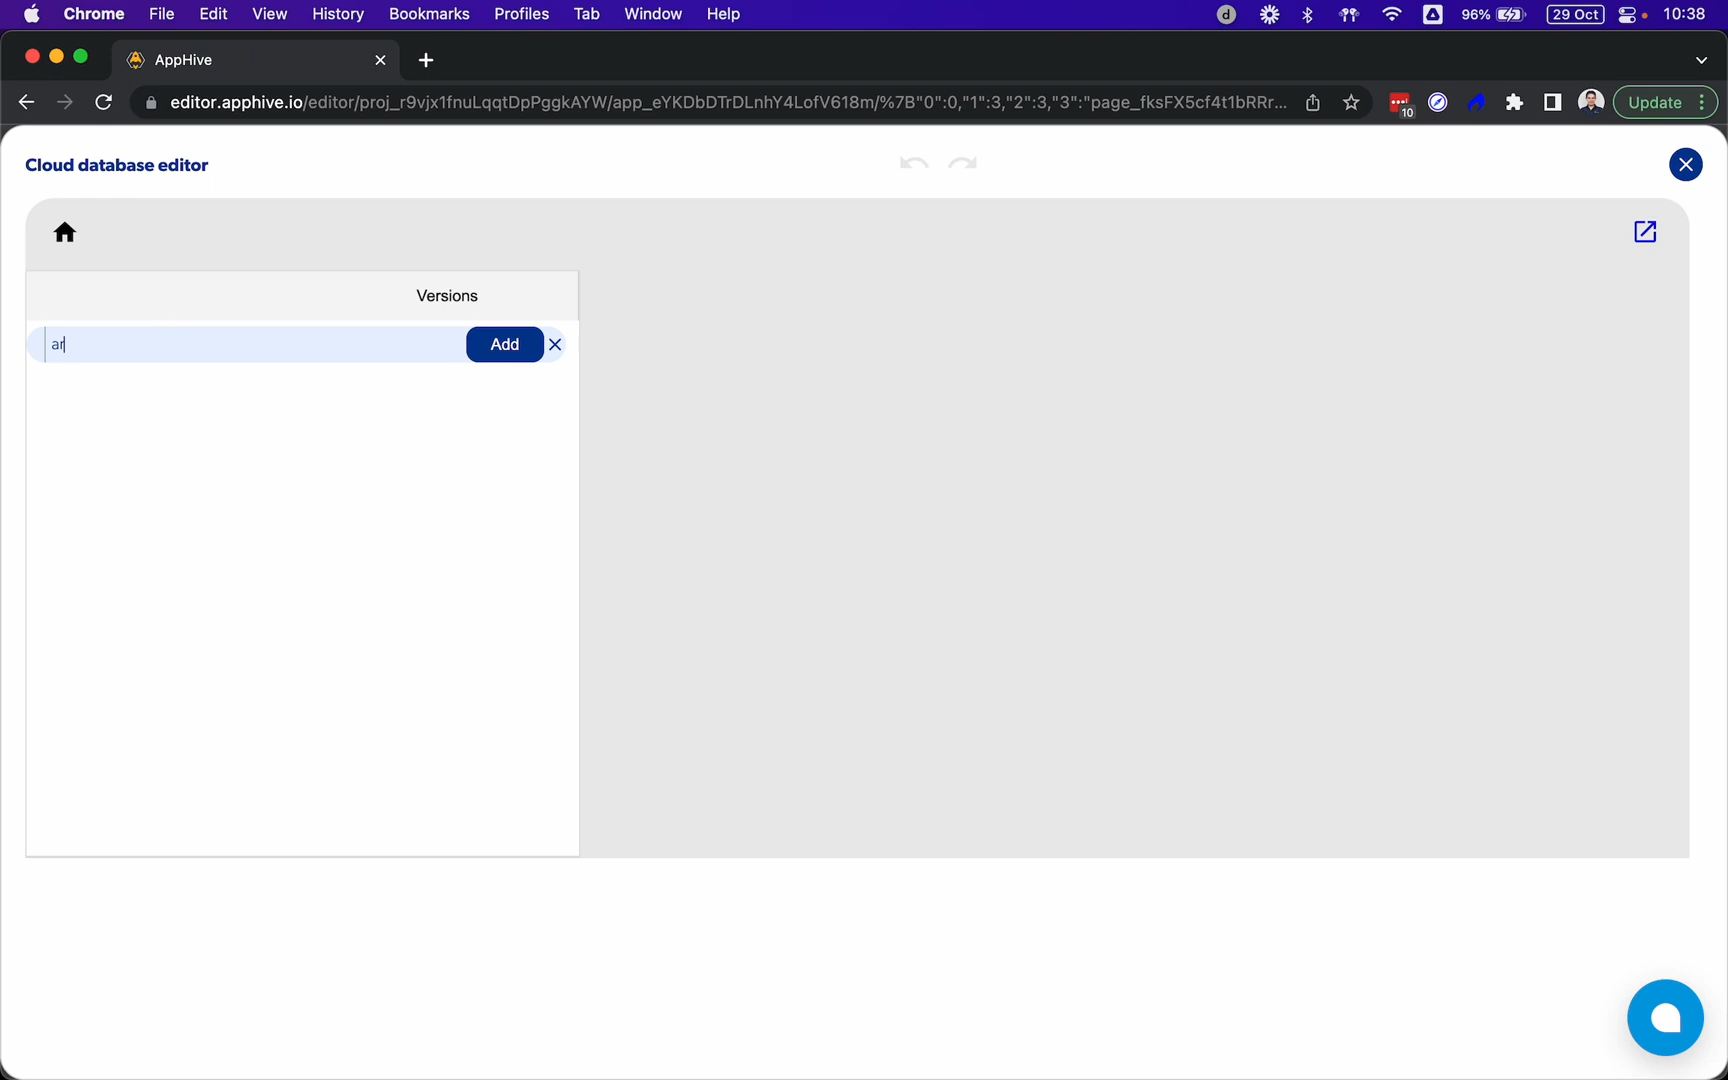 Chrome File Edit View History Bookmarks Profiles Tab Window Help d 96% 29 Oct 10:38
AppHive
editor.apphive.io/editor/proj_r9vjx1fnuLqqtDpPggkAYW/app_eYKDbDTrDLnhY4LofV618m/%7B"0":0,"1":3,"2":3,"3":"page_fksFX5cf4t1bRRr... 10 Update
Cloud database editor
Versions
ar Add